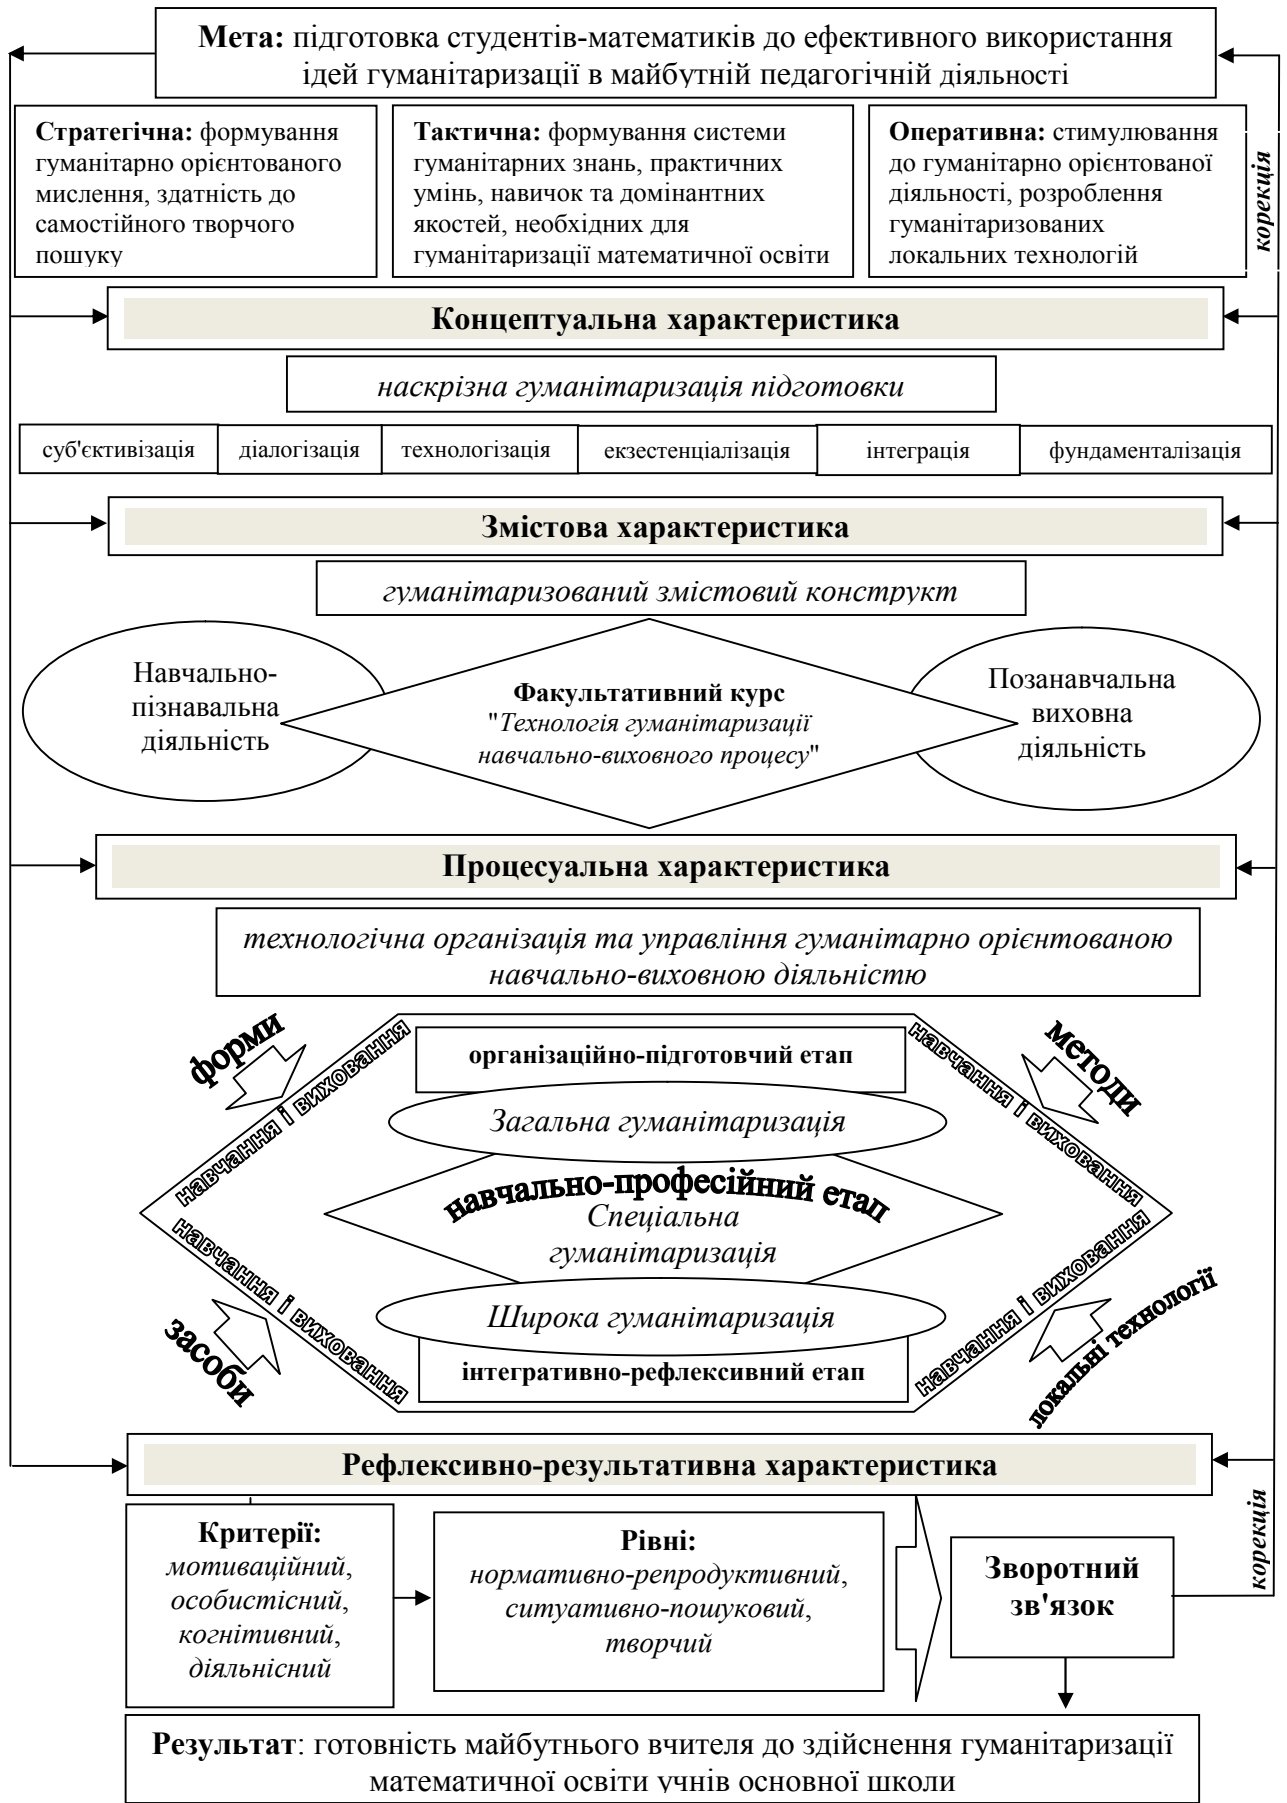 Мета: підготовка студентів-математиків до ефективного використання
ідей гуманітаризації в майбутній педагогічній діяльності
Стратегічна: формування
гуманітарно орієнтованого
мислення, здатність до
самостійного творчого
пошуку
Тактична: формування системи
гуманітарних знань, практичних
умінь, навичок та домінантних
якостей, необхідних для
гуманітаризації математичної освіти
Оперативна: стимулювання
до гуманітарно орієнтованої
діяльності, розроблення
гуманітаризованих
локальних технологій
корекція
Концептуальна характеристика
наскрізна гуманітаризація підготовки
суб'єктивізація
діалогізація
технологізація
екзестенціалізація
інтеграція
фундаменталізація
Змістова характеристика
гуманітаризований змістовий конструкт
Навчально-
пізнавальна
діяльність
Факультативний курс
"Технологія гуманітаризації
навчально-виховного процесу"
Позанавчальна
виховна
діяльність
Процесуальна характеристика
технологічна організація та управління гуманітарно орієнтованою
навчально-виховною діяльністю
форми
навчання і виховання
методи
навчання і виховання
організаційно-підготовчий етап
Загальна гуманітаризація
навчально-професійний етап
Спеціальна
гуманітаризація
Широка гуманітаризація
інтегративно-рефлексивний етап
засоби
навчання і виховання
локальні технології
навчання і виховання
Рефлексивно-результативна характеристика
Критерії:
мотиваційний,
особистісний,
когнітивний,
діяльнісний
Рівні:
нормативно-репродуктивний,
ситуативно-пошуковий,
творчий
Зворотний
зв'язок
корекція
Результат: готовність майбутнього вчителя до здійснення гуманітаризації
математичної освіти учнів основної школи